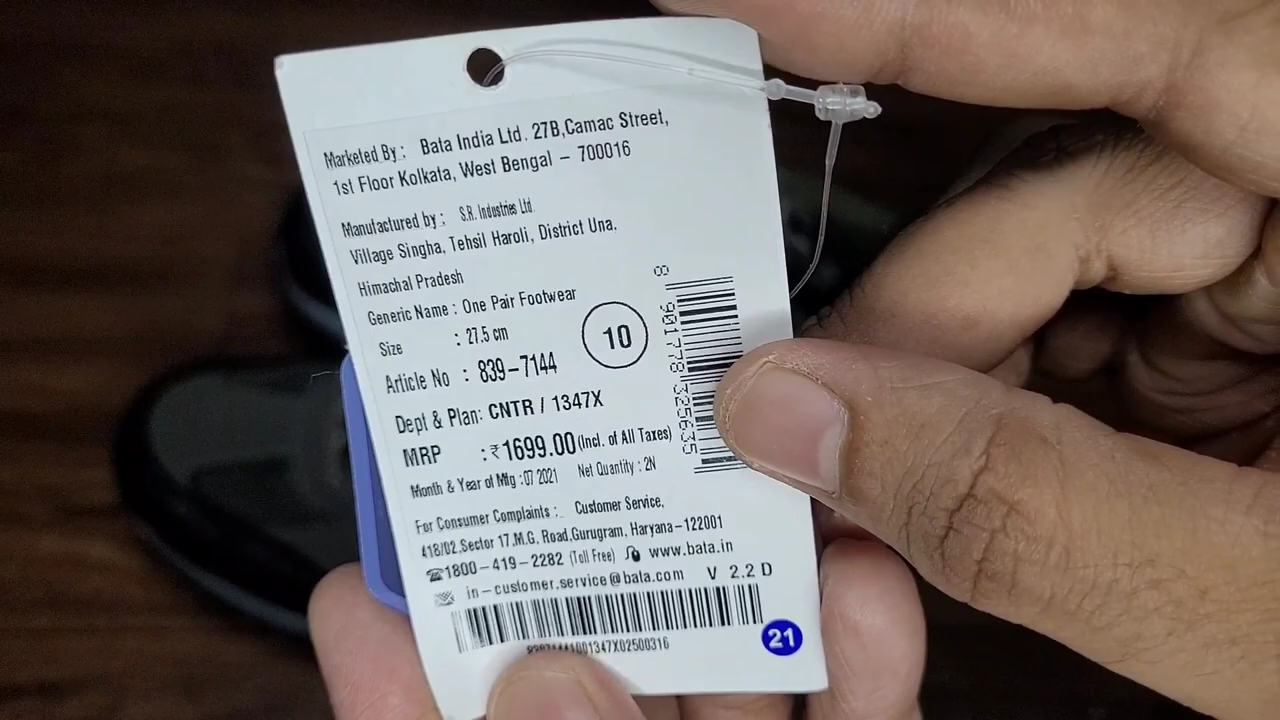 Marketed By : Bata India Ltd. 27B,Camac Street,
1st Floor Kolkata, West Bengal – 700016
Manufactured by : S.R. Industries Ltd.
Village Singha, Tehsil Haroli, District Una,
Himachal Pradesh
Generic Name : One Pair Footwear
Size : 27.5 cm
10
Article No : 839-7144
Dept & Plan: CNTR / 1347X
MRP :₹1699.00(Incl. of All Taxes)
Month & Year of Mfg :07 2021 Net Quantity : 2N
8 901778 325635
For Consumer Complaints : Customer Service,
418/02,Sector 17,M.G. Road,Gurugram, Haryana-122001
1800-419-2282 (Toll Free) www.bata.in
in-customer.service@bata.com V 2.2 D
21